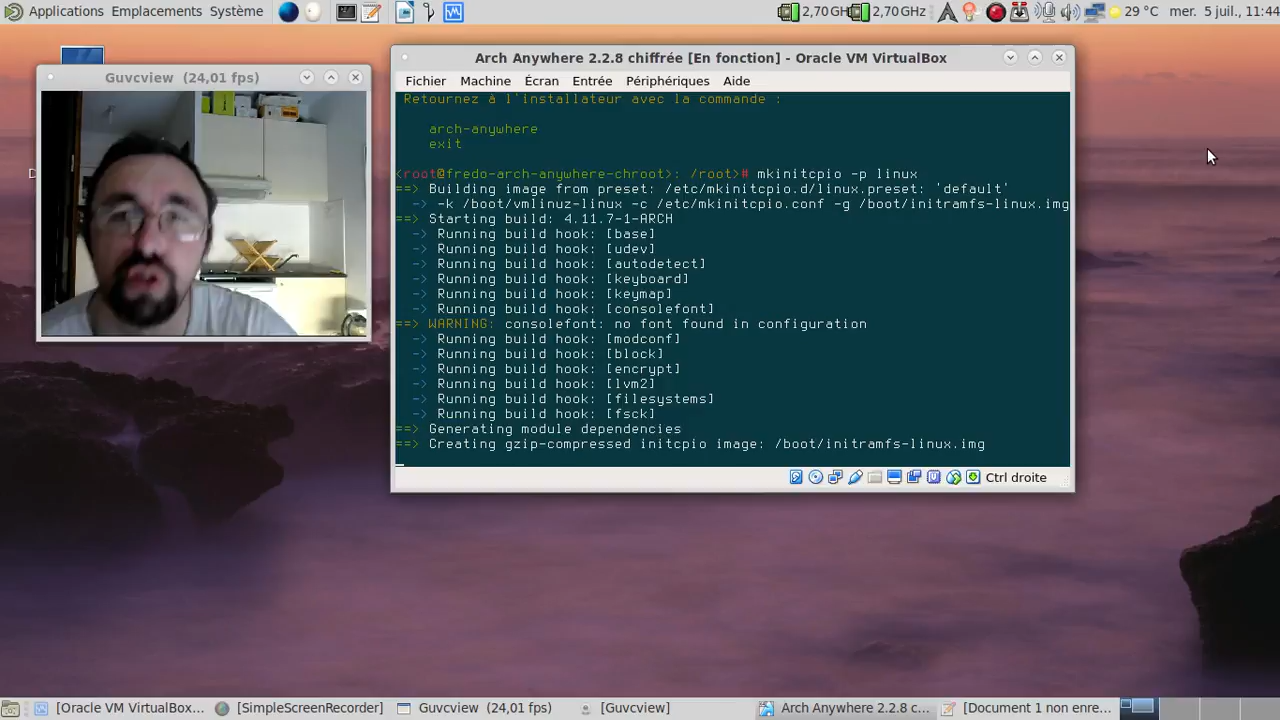 Applications Emplacements Système
2,70 GH 2,70 GHz
29 °C mer. 5 juil., 11:44
Guvcview (24,01 fps)
Arch Anywhere 2.2.8 chiffrée [En fonction] - Oracle VM VirtualBox
Fichier Machine Écran Entrée Périphériques Aide
Retournez à l'installateur avec la commande :
arch-anywhere
exit
<root@fredo-arch-anywhere-chroot>: /root># mkinitcpio -p linux
==> Building image from preset: /etc/mkinitcpio.d/linux.preset: 'default'
-> -k /boot/vmlinuz-linux -c /etc/mkinitcpio.conf -g /boot/initramfs-linux.img
==> Starting build: 4.11.7-1-ARCH
-> Running build hook: [base]
-> Running build hook: [udev]
-> Running build hook: [autodetect]
-> Running build hook: [keyboard]
-> Running build hook: [keymap]
-> Running build hook: [consolefont]
==> WARNING: consolefont: no font found in configuration
-> Running build hook: [modconf]
-> Running build hook: [block]
-> Running build hook: [encrypt]
-> Running build hook: [lvm2]
-> Running build hook: [filesystems]
-> Running build hook: [fsck]
==> Generating module dependencies
==> Creating gzip-compressed initcpio image: /boot/initramfs-linux.img
Ctrl droite
[Oracle VM VirtualBox... [SimpleScreenRecorder] Guvcview (24,01 fps) [Guvcview] Arch Anywhere 2.2.8 c... [Document 1 non enre...